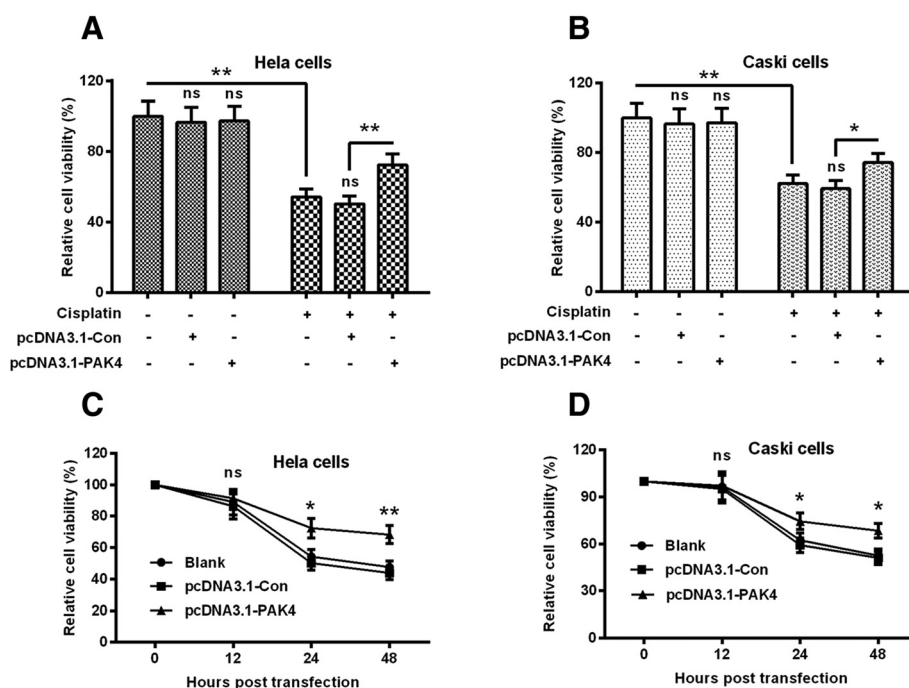 A
Hela cells
**
ns
ns
**
ns
Relative cell viability (%)
120
80
40
0
Cisplatin - - - + + +
pcDNA3.1-Con - + - - + -
pcDNA3.1-PAK4 - - + - - +
B
Caski cells
**
ns
ns
*
ns
Relative cell viability (%)
120
80
40
0
Cisplatin - - - + + +
pcDNA3.1-Con - + - - + -
pcDNA3.1-PAK4 - - + - - +
C
Hela cells
ns
*
**
Relative cell viability (%)
120
100
80
60
40
20
0
Blank
pcDNA3.1-Con
pcDNA3.1-PAK4
0 12 24 48
Hours post transfection
D
Caski cells
ns
*
*
Relative cell viability (%)
120
90
60
30
0
Blank
pcDNA3.1-Con
pcDNA3.1-PAK4
0 12 24 48
Hours post transfection